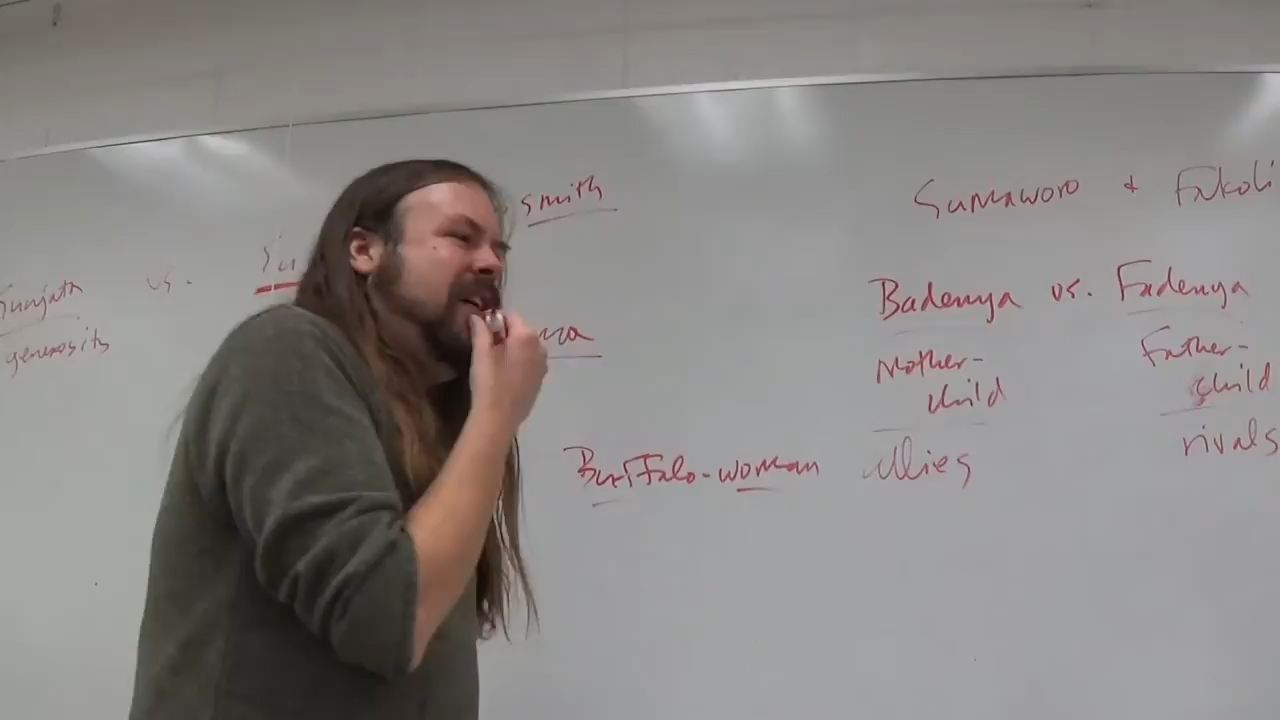 Sunjata vs. Su
generosity
smith
Buffalo-woman
Sumaworo + Fakoli
Badenya vs. Fadenya
Mother-child
Father-child
allies
rivals